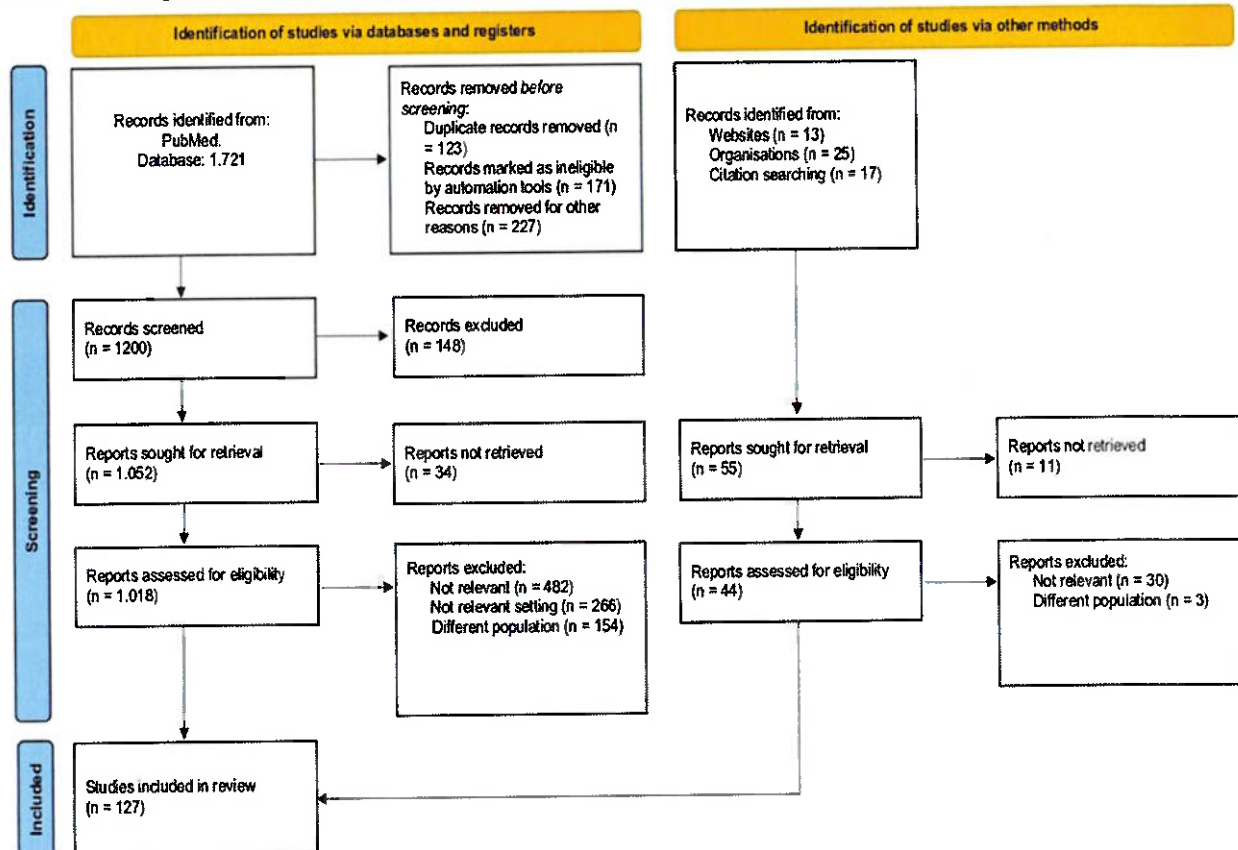 Identification of studies via databases and registers
Identification of studies via other methods
Identification
Records identified from:
PubMed.
Database: 1.721
Records removed before
screening:
Duplicate records removed (n
= 123)
Records marked as ineligible
by automation tools (n = 171)
Records removed for other
reasons (n = 227)
Records identified from:
Websites (n = 13)
Organisations (n = 25)
Citation searching (n = 17)
Screening
Records screened
(n = 1200)
Records excluded
(n = 148)
Reports sought for retrieval
(n = 1.052)
Reports not retrieved
(n = 34)
Reports sought for retrieval
(n = 55)
Reports not retrieved
(n = 11)
Reports assessed for eligibility
(n = 1.018)
Reports excluded:
Not relevant (n = 482)
Not relevant setting (n = 266)
Different population (n = 154)
Reports assessed for eligibility
(n = 44)
Reports excluded:
Not relevant (n = 30)
Different population (n = 3)
Included
Studies included in review
(n = 127)